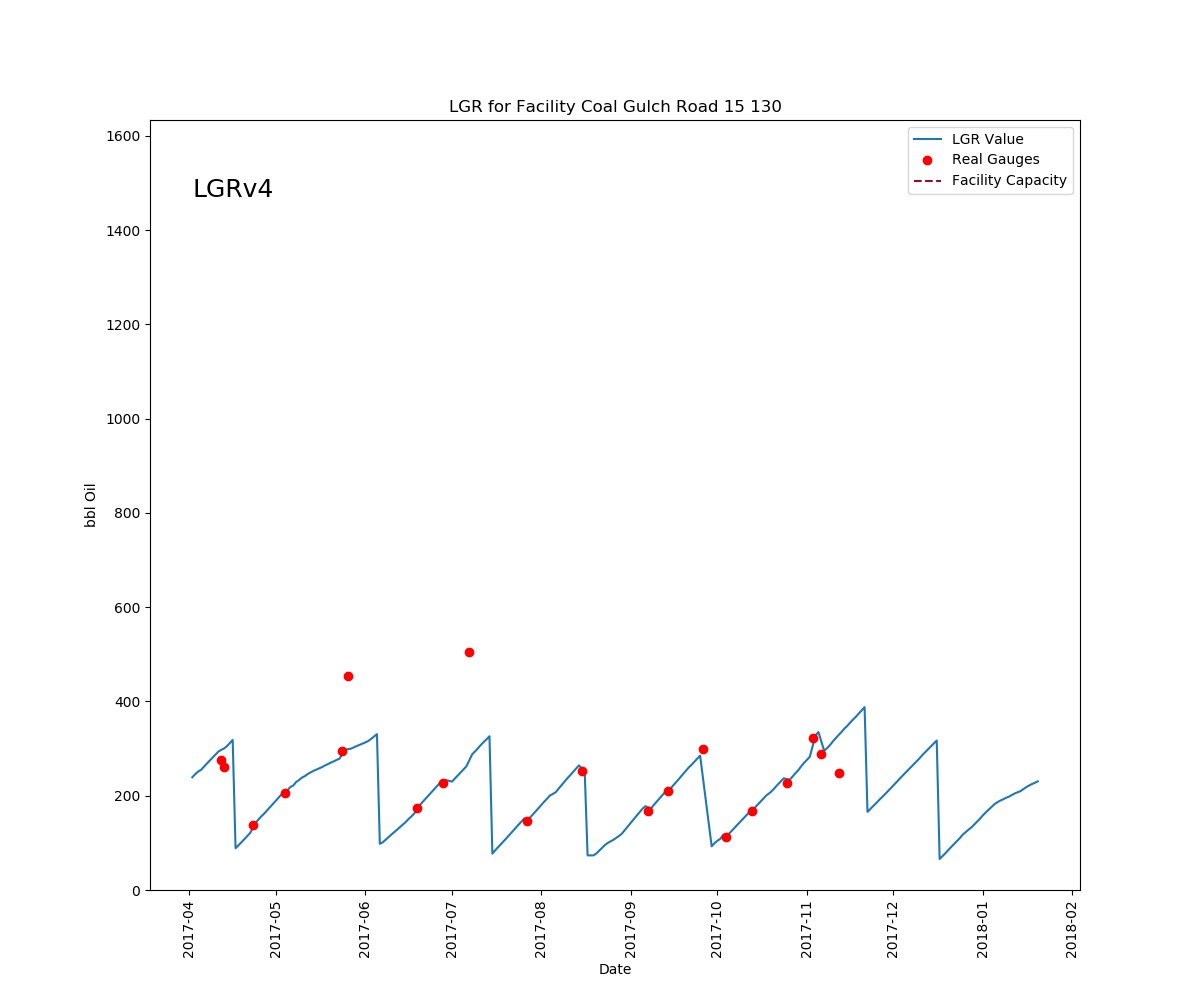 LGR for Facility Coal Gulch Road 15 130
LGRv4
LGR Value
Real Gauges
Facility Capacity
bbl Oil
1600
1400
1200
1000
800
600
400
200
0
2017-04
2017-05
2017-06
2017-07
2017-08
2017-09
2017-10
2017-11
2017-12
2018-01
2018-02
Date